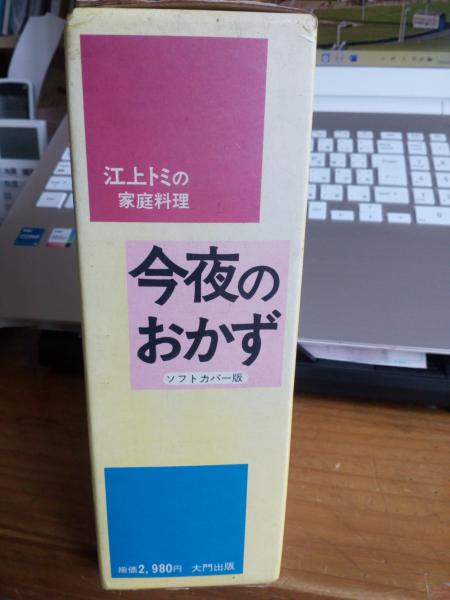 江上トミの
家庭料理
今夜の
おかず
ソフトカバー版
揃価2,980円 大門出版